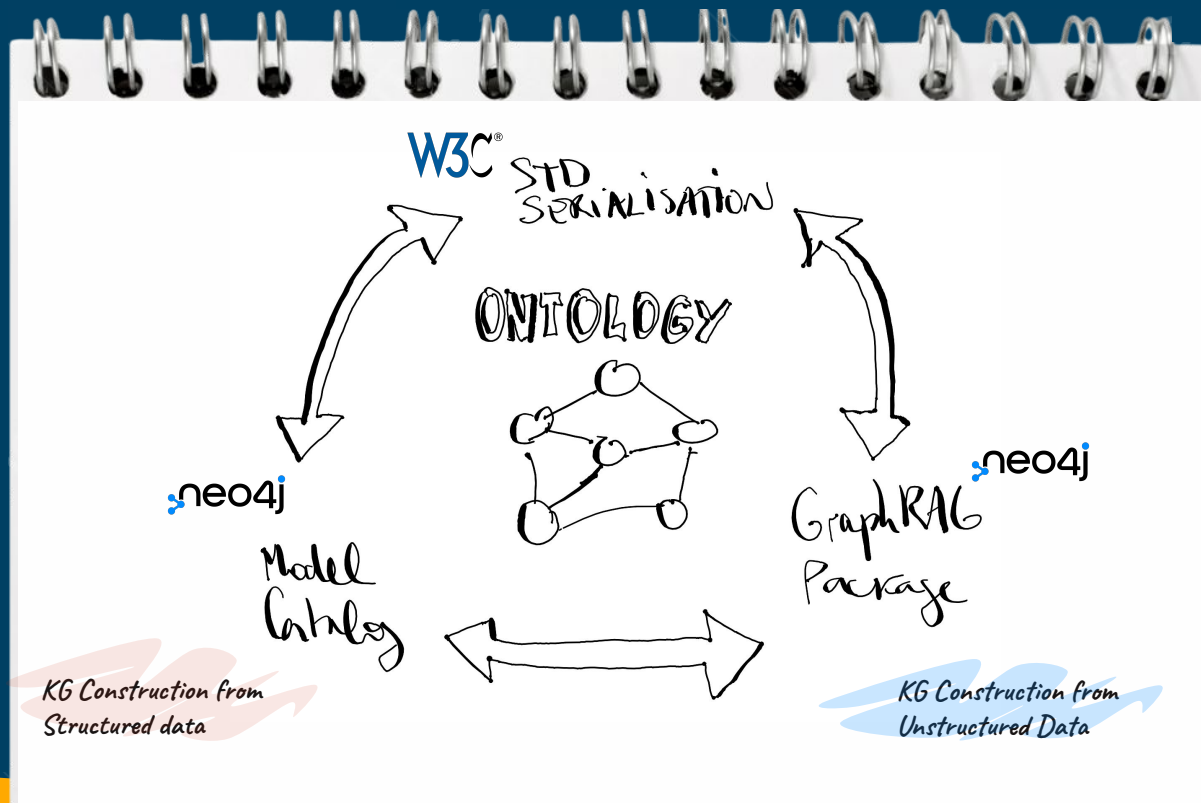 W3C®
STD
SERIALISATION
ONTOLOGY
neo4j
neo4j
GraphRAG
Package
Model
Catalog
KG Construction from
Structured data
KG Construction from
Unstructured Data